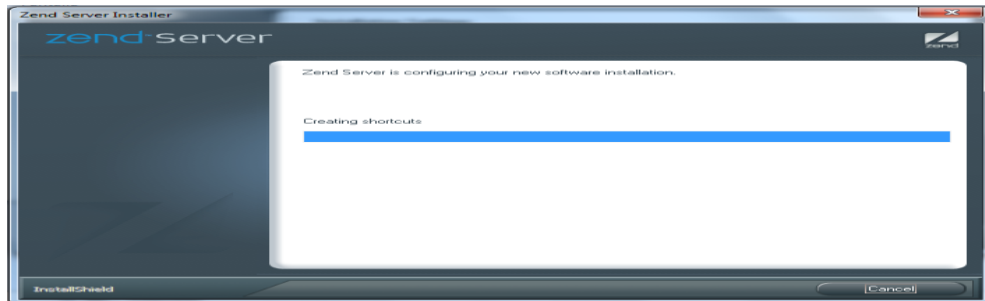 Zend Server Installer
zend Server
zend
Zend Server is configuring your new software installation.
Creating shortcuts
InstallShield
Cancel